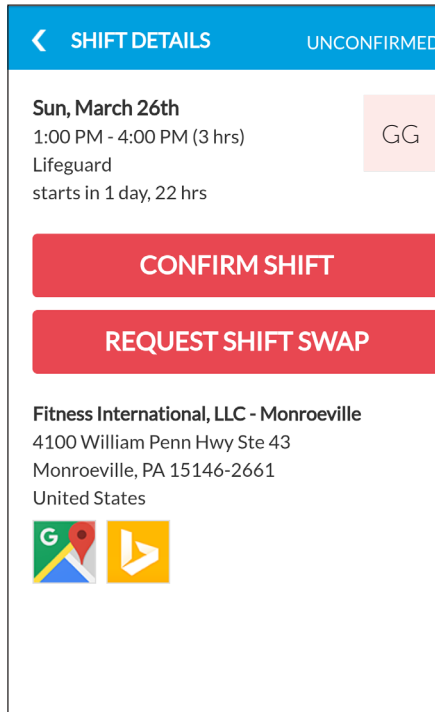 SHIFT DETAILS
UNCONFIRMED
Sun, March 26th
1:00 PM - 4:00 PM (3 hrs)
Lifeguard
starts in 1 day, 22 hrs
GG
CONFIRM SHIFT
REQUEST SHIFT SWAP
Fitness International, LLC - Monroeville
4100 William Penn Hwy Ste 43
Monroeville, PA 15146-2661
United States
G